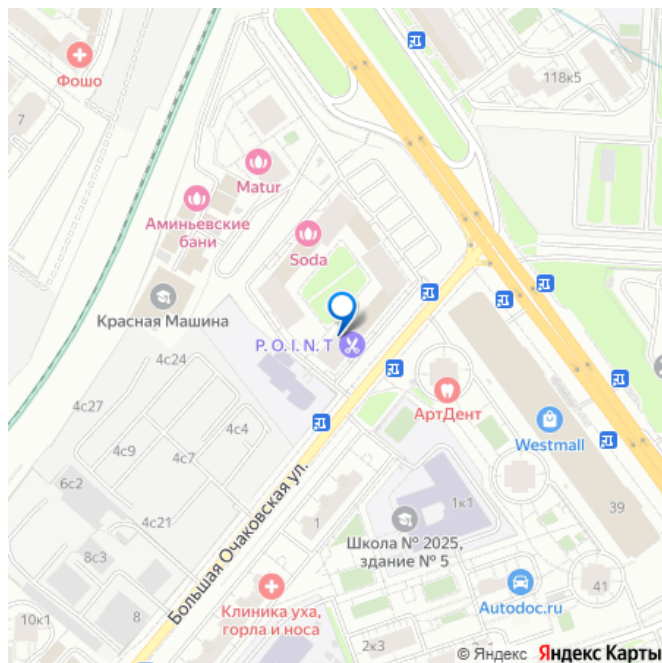 118к5
Фошо
7
Matur
Аминьевские
бани
Soda
Красная Машина
P. O. I. N. T
4с24
АртДент
4с27
4с4
Westmall
4с9
4с7
6с2
1к1
39
4с21
1
Школа № 2025,
здание № 5
8с3
Большая Очаковская ул.
41
Autodoc.ru
Клиника уха,
горла и носа
10к1
8
2к3
© Яндекс Яндекс Карты